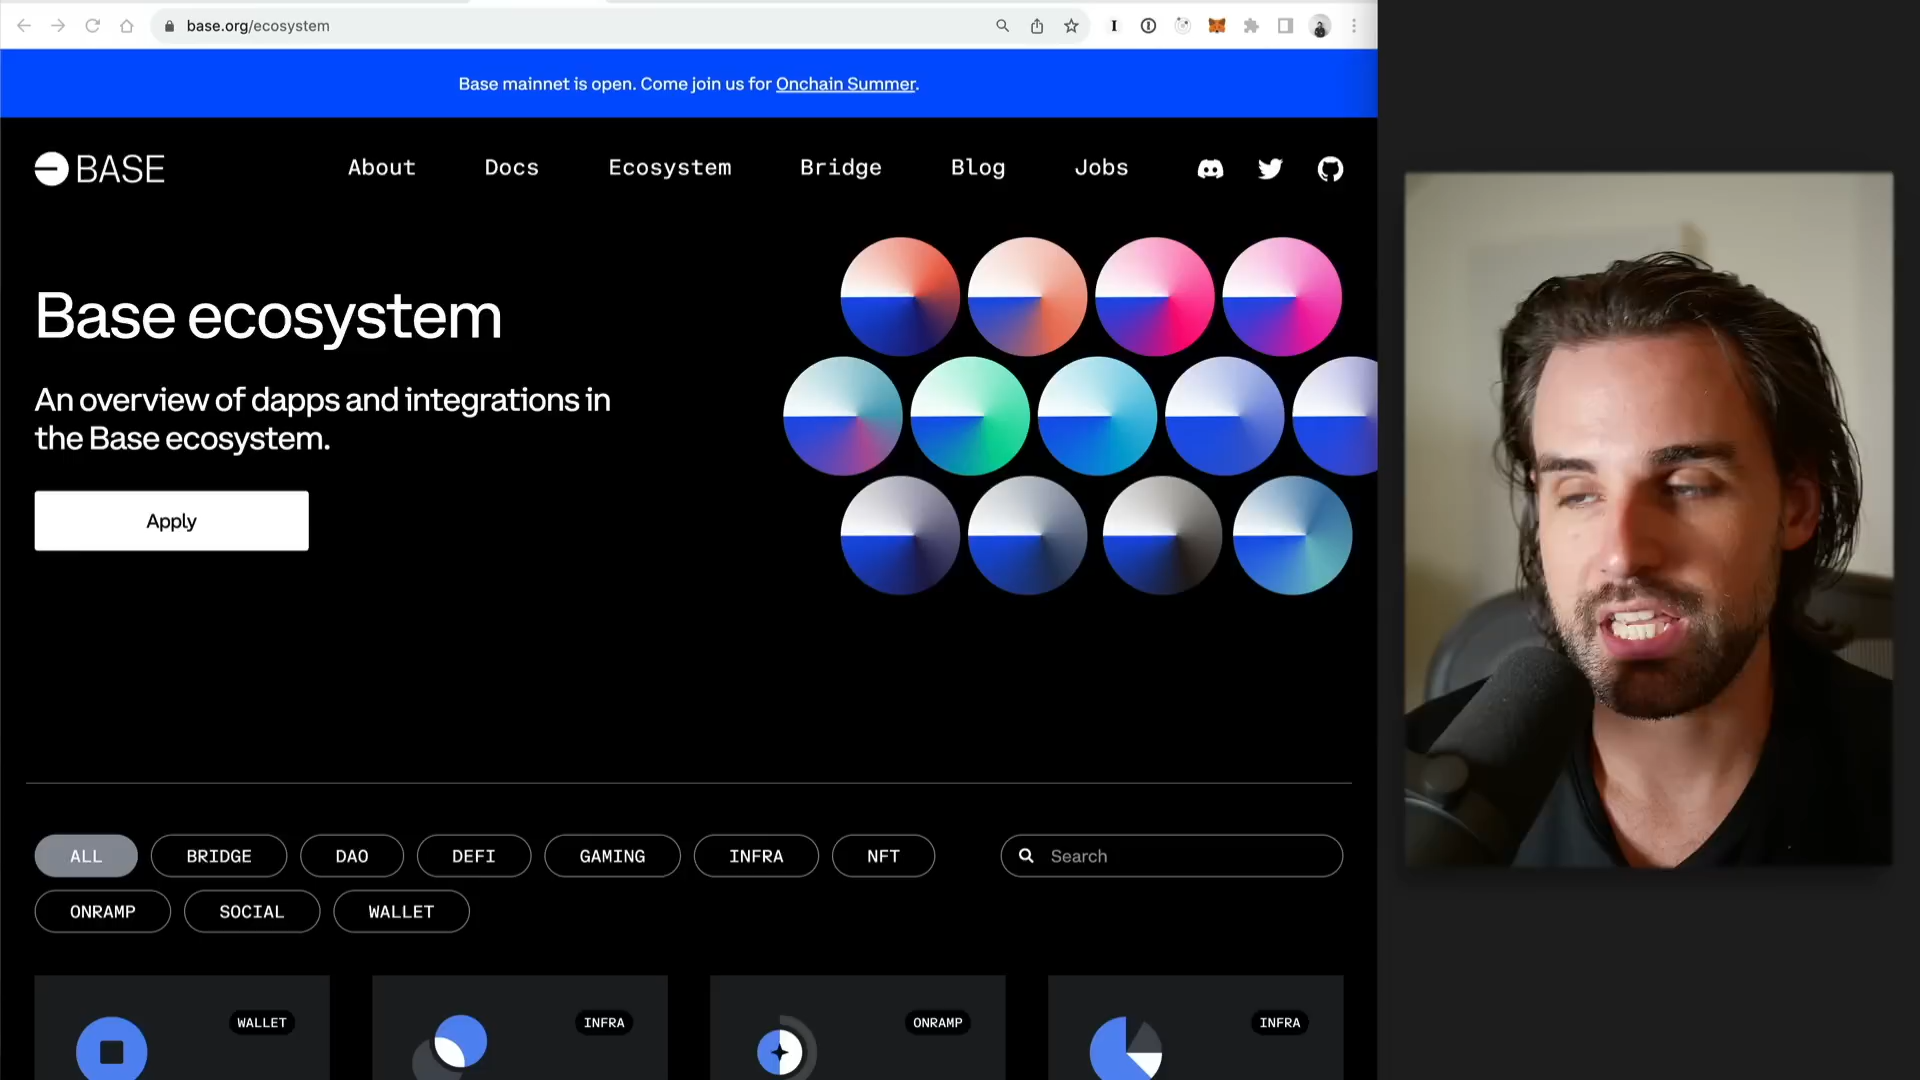 base.org/ecosystem
Base mainnet is open. Come join us for Onchain Summer.
BASE
About
Docs
Ecosystem
Bridge
Blog
Jobs
Base ecosystem
An overview of dapps and integrations in
the Base ecosystem.
Apply
ALL
BRIDGE
DAO
DEFI
GAMING
INFRA
NFT
Search
ONRAMP
SOCIAL
WALLET
WALLET
INFRA
ONRAMP
INFRA